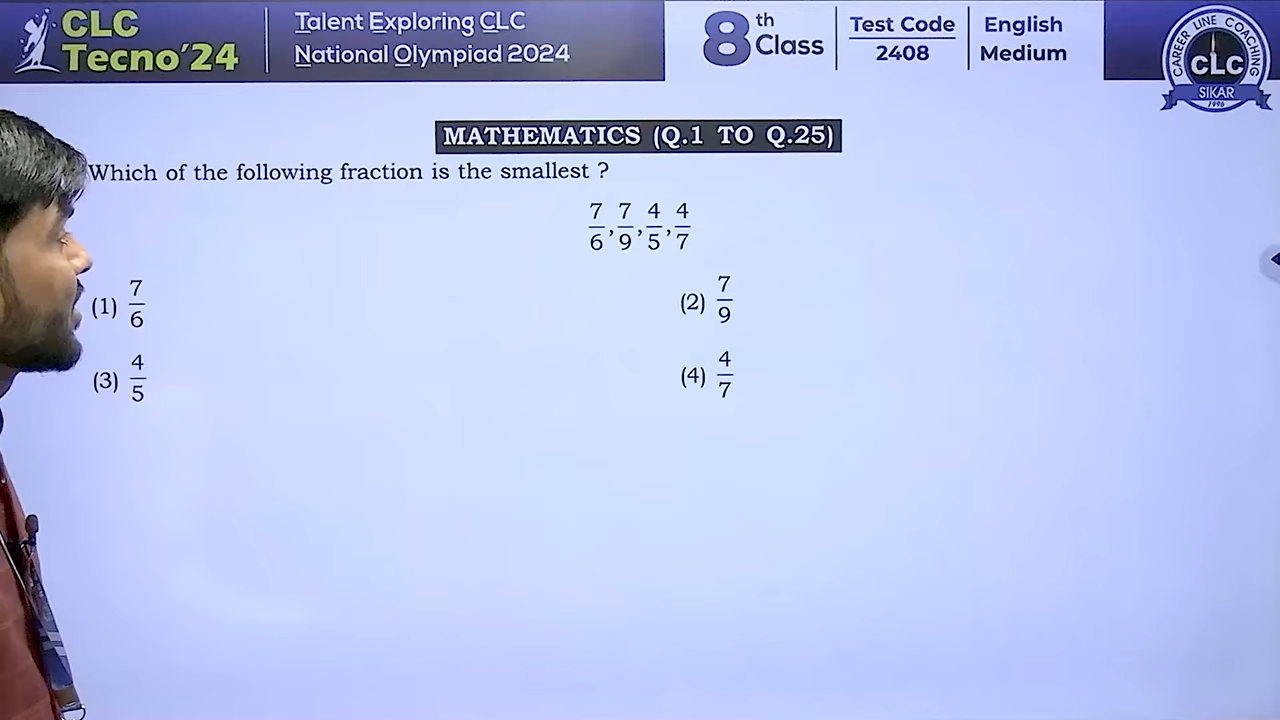 CLC
Tecno'24
Talent Exploring CLC
National Olympiad 2024
8th Class
Test Code
2408
English
Medium
CAREER LINE COACHING
CLC
SIKAR
1996
MATHEMATICS (Q.1 TO Q.25)
Which of the following fraction is the smallest ?
7/6, 7/9, 4/5, 4/7
(1) 7/6
(2) 7/9
(3) 4/5
(4) 4/7